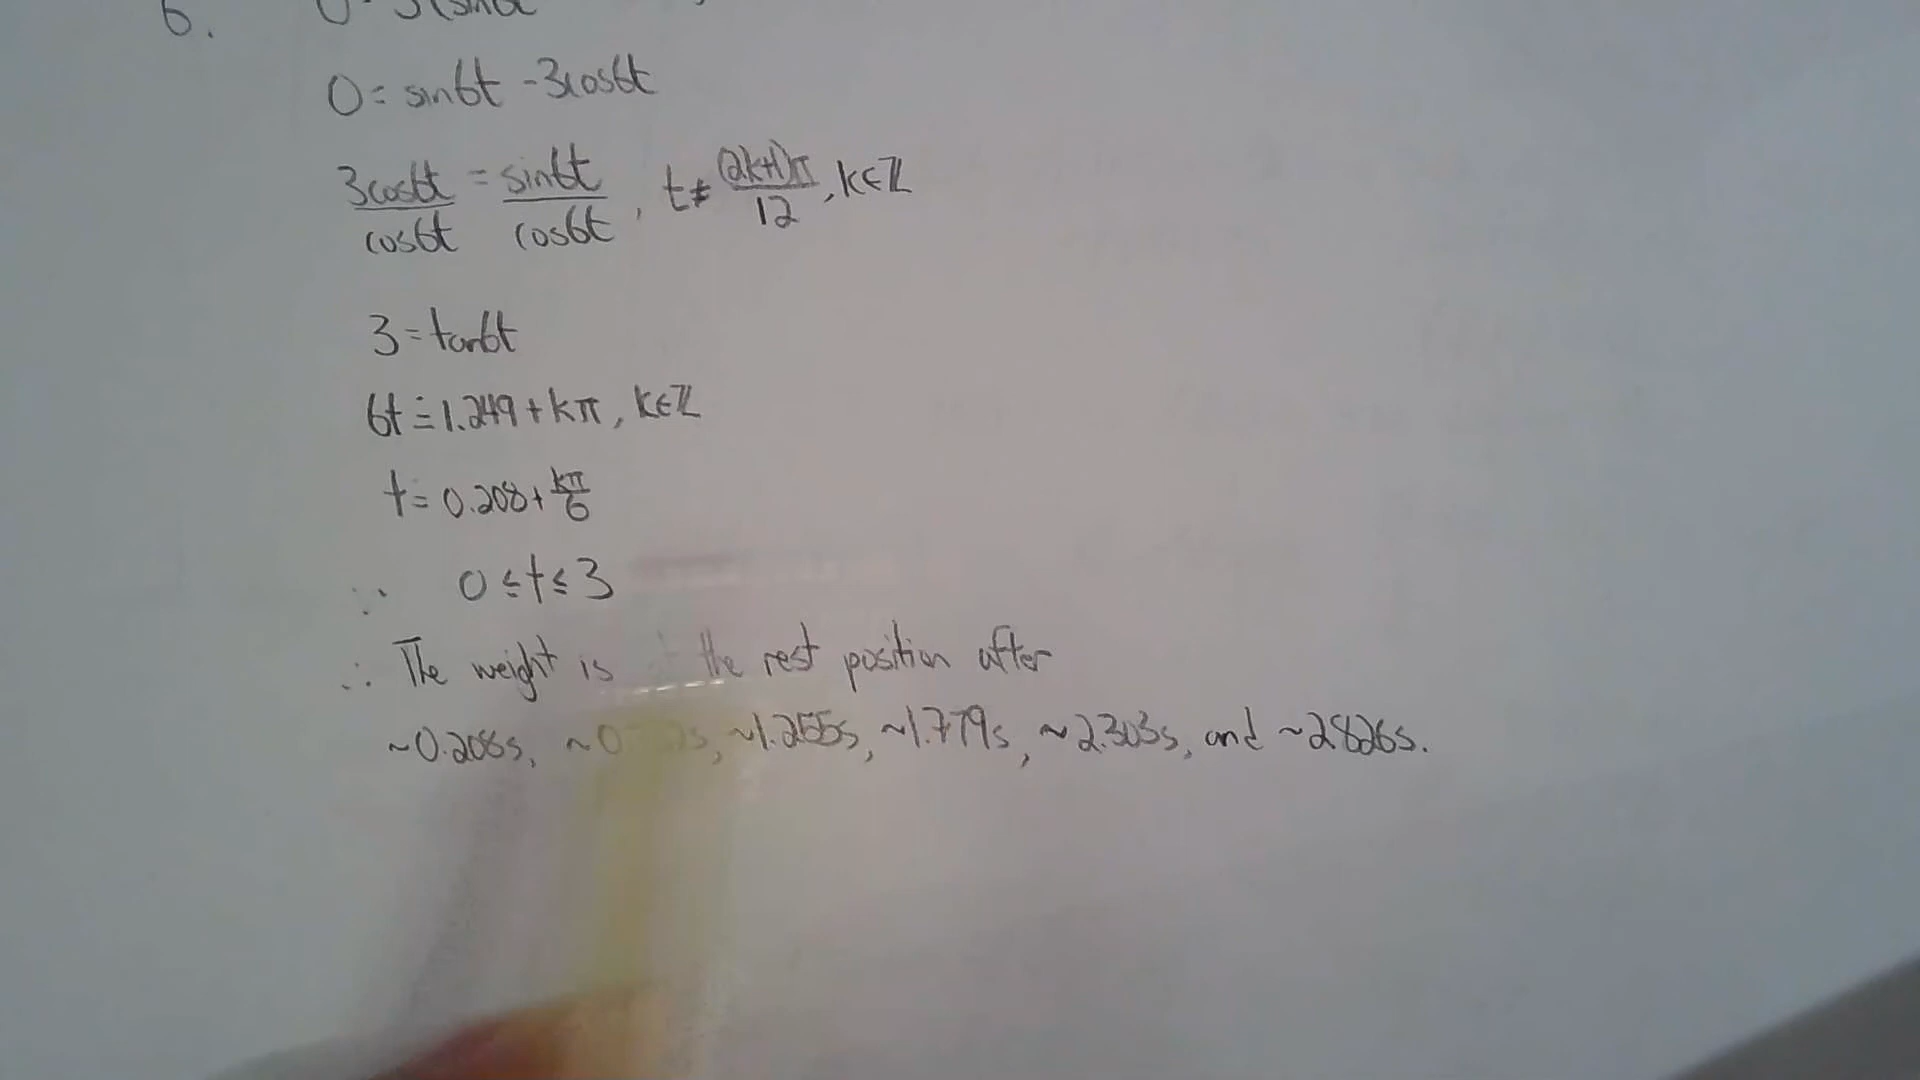 6.
0 = sin6t - 3cos6t
3cos6t/cos6t = sin6t/cos6t, t ≠ (2k+1)π/12, k∈ℤ
3 = tan6t
6t ≐ 1.249 + kπ, k∈ℤ
t ≐ 0.208 + kπ/6
∵ 0 ≤ t ≤ 3
∴ The weight is the rest position after
~0.208s, ~1.255s, ~1.779s, ~2.303s, and ~2.826s.